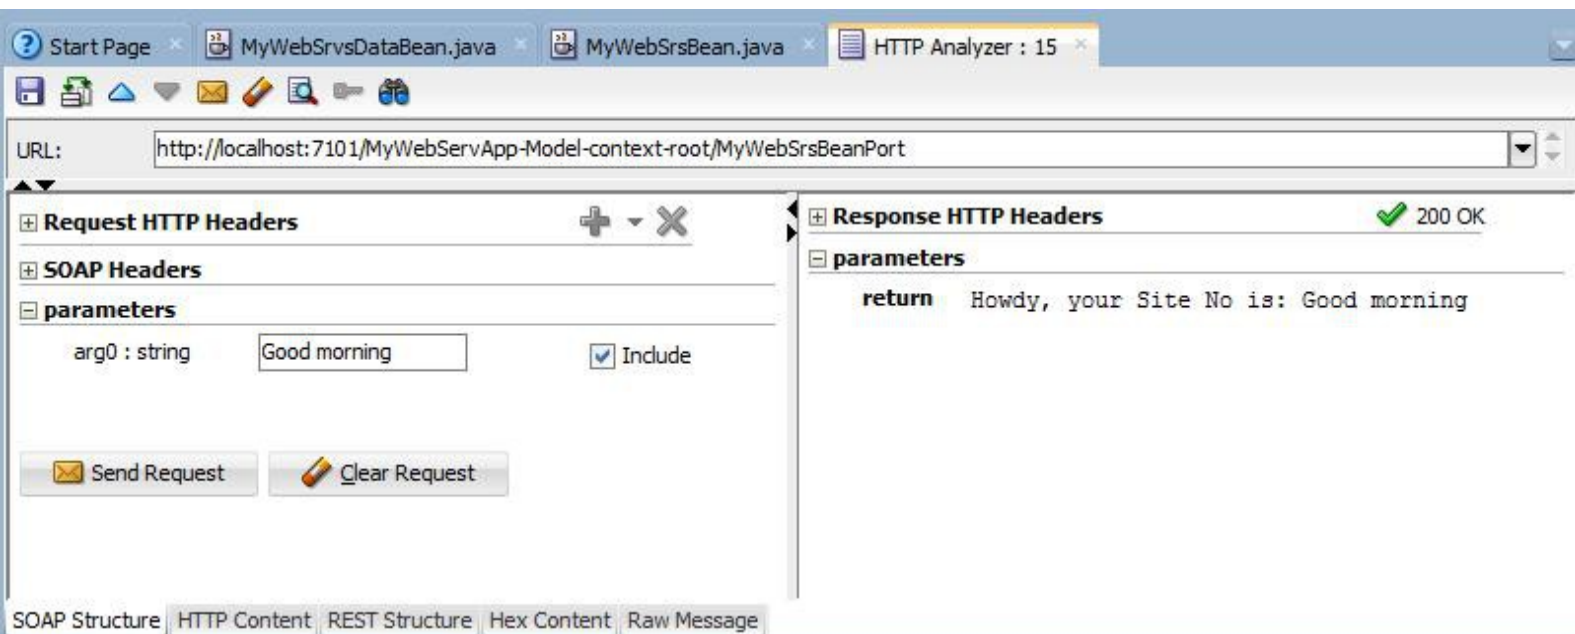 Start Page MyWebSrvsDataBean.java MyWebSrsBean.java HTTP Analyzer : 15
URL: http://localhost:7101/MyWebServApp-Model-context-root/MyWebSrsBeanPort
Request HTTP Headers
SOAP Headers
parameters
arg0 : string Good morning Include
Send Request Clear Request
Response HTTP Headers 200 OK
parameters
return Howdy, your Site No is: Good morning
SOAP Structure HTTP Content REST Structure Hex Content Raw Message